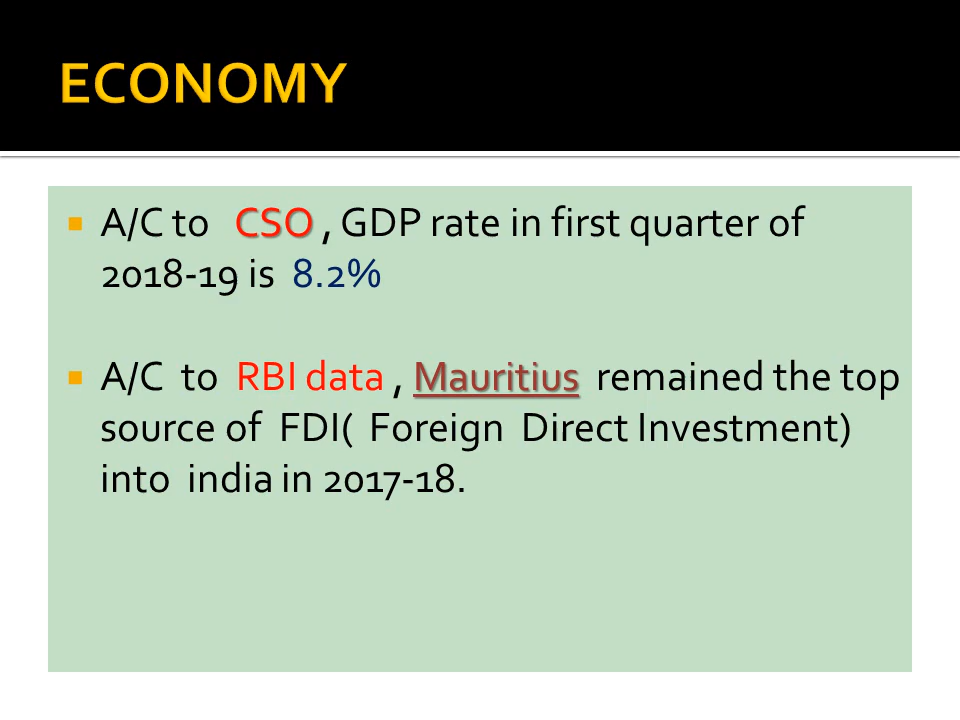 ECONOMY
A/C to CSO , GDP rate in first quarter of
2018-19 is 8.2%
A/C to RBI data , Mauritius remained the top
source of FDI( Foreign Direct Investment)
into india in 2017-18.